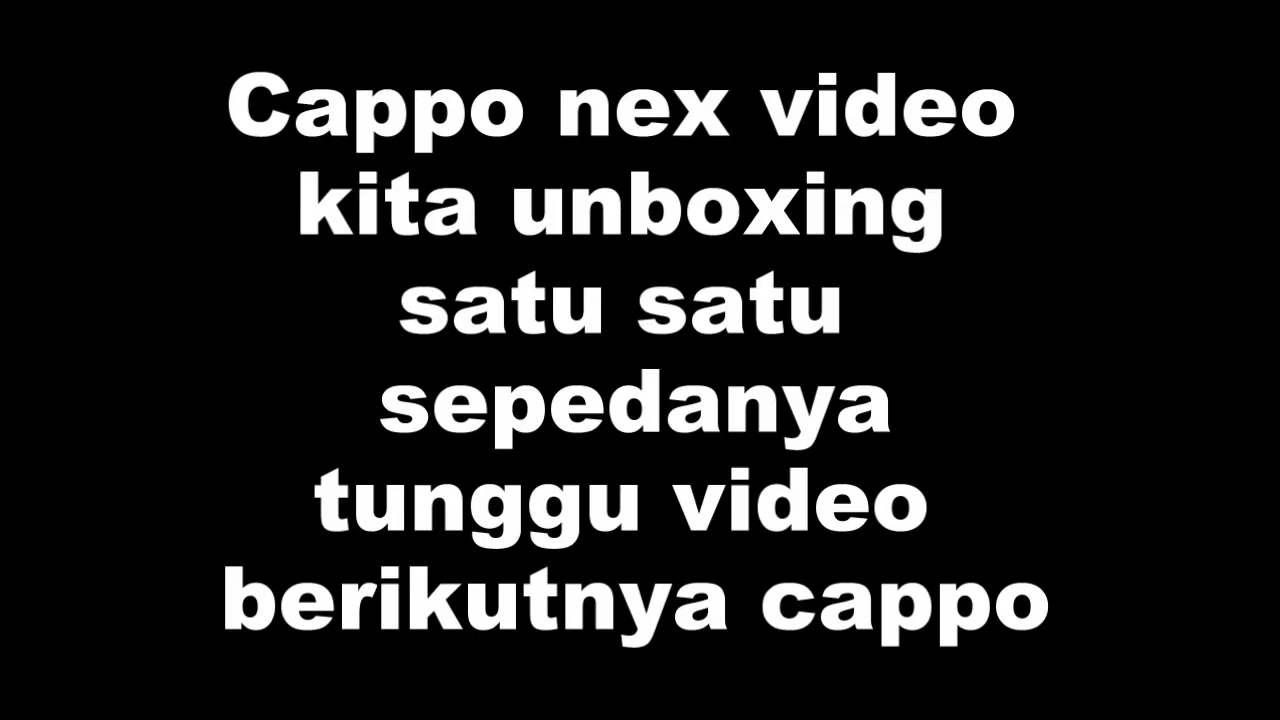 Cappo nex video
kita unboxing
satu satu
sepedanya
tunggu video
berikutnya cappo